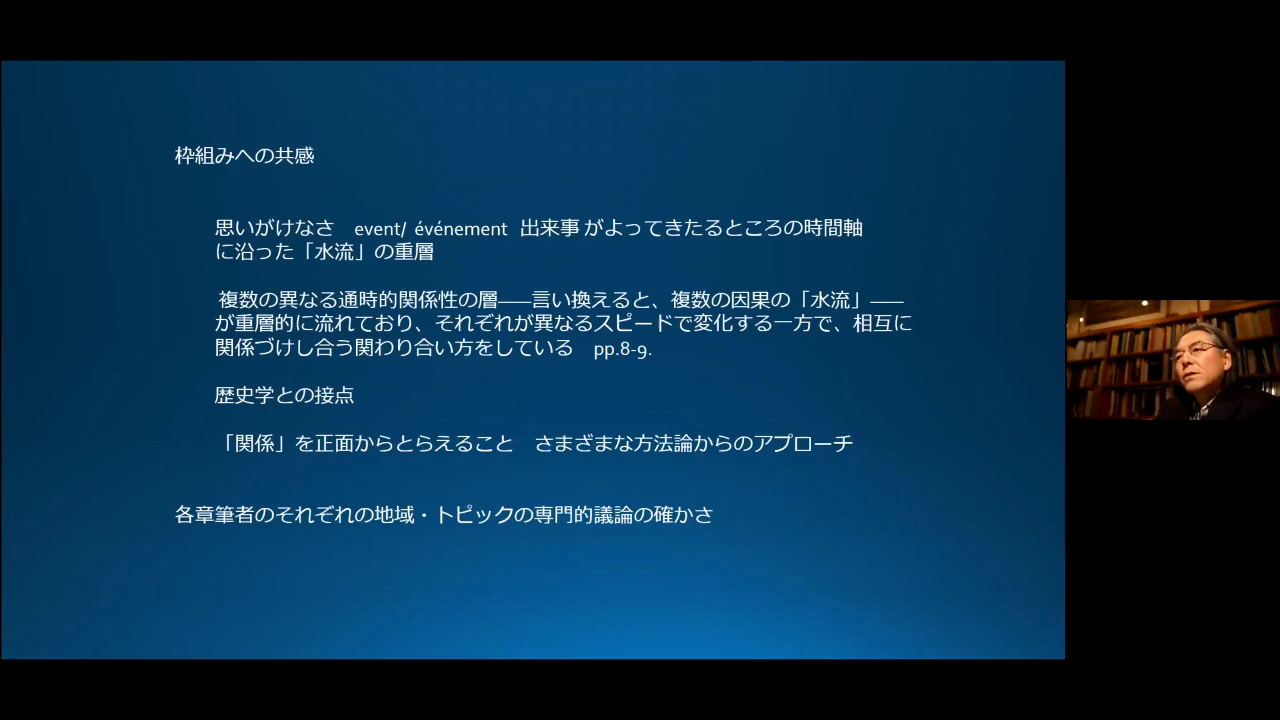 枠組みへの共感
思いがけなさ　event/ événement 出来事 がよってきたるところの時間軸
に沿った「水流」の重層
複数の異なる通時的関係性の層――言い換えると、複数の因果の「水流」――
が重層的に流れており、それぞれが異なるスピードで変化する一方で、相互に
関係づけし合う関わり合い方をしている　pp.8-9.
歴史学との接点
「関係」を正面からとらえること　さまざまな方法論からのアプローチ
各章筆者のそれぞれの地域・トピックの専門的議論の確かさ